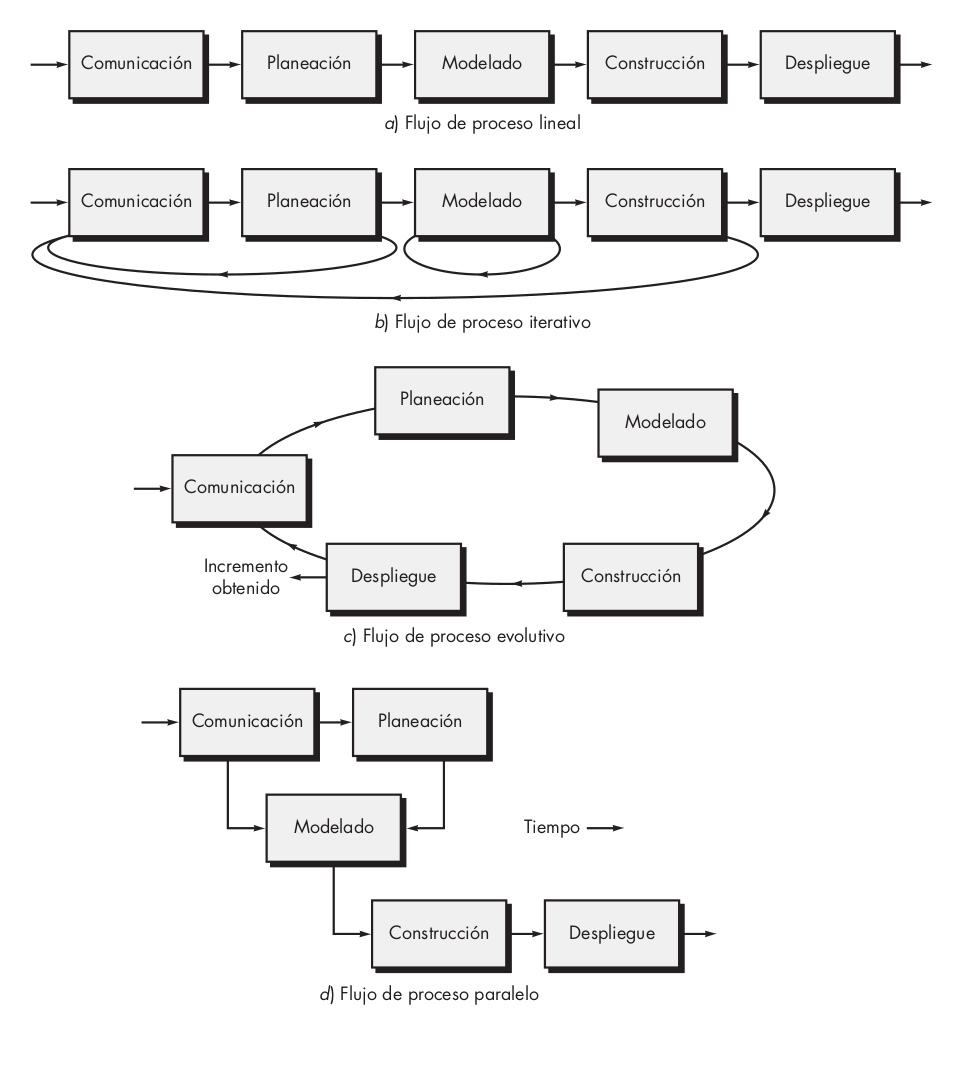 Comunicación
Planeación
Modelado
Construcción
Despliegue
a) Flujo de proceso lineal
Comunicación
Planeación
Modelado
Construcción
Despliegue
b) Flujo de proceso iterativo
Planeación
Modelado
Comunicación
Incremento
obtenido
Despliegue
Construcción
c) Flujo de proceso evolutivo
Comunicación
Planeación
Modelado
Tiempo
Construcción
Despliegue
d) Flujo de proceso paralelo